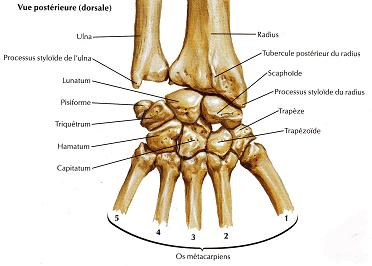 Vue postérieure (dorsale)
Ulna
Radius
Processus styloïde de l'ulna
Tubercule postérieur du radius
Lunatum
Scaphoïde
Pisiforme
Processus styloïde du radius
Triquétrum
Trapèze
Hamatum
Trapézoïde
Capitatum
5
4
3
2
1
Os métacarpiens